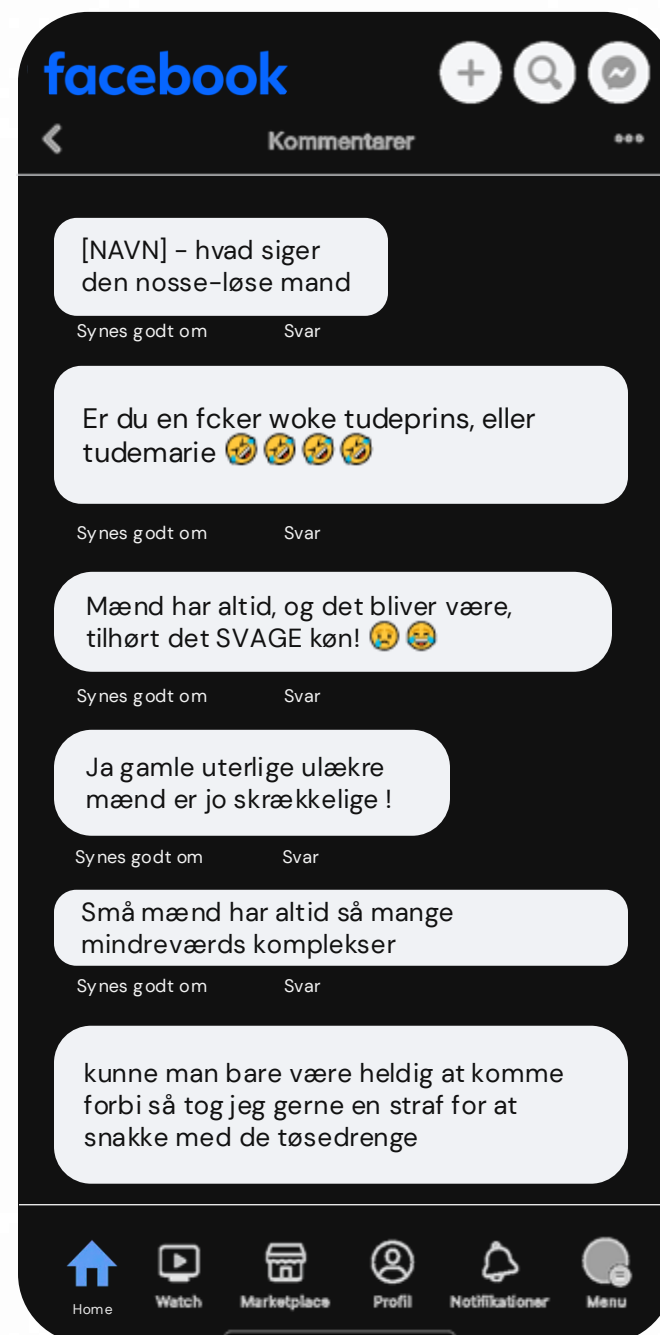 facebook
Kommentarer
[NAVN] - hvad siger
den nosse-løse mand
Synes godt om Svar
Er du en fcker woke tudeprins, eller
tudemarie 🤣🤣🤣🤣
Synes godt om Svar
Mænd har altid, og det bliver være,
tilhørt det SVAGE køn! 😥😂
Synes godt om Svar
Ja gamle uterlige ulækre
mænd er jo skrækkelige !
Synes godt om Svar
Små mænd har altid så mange
mindreværds komplekser
Synes godt om Svar
kunne man bare være heldig at komme
forbi så tog jeg gerne en straf for at
snakke med de tøsedrenge
Home Watch Marketplace Profil Notifikationer Menu